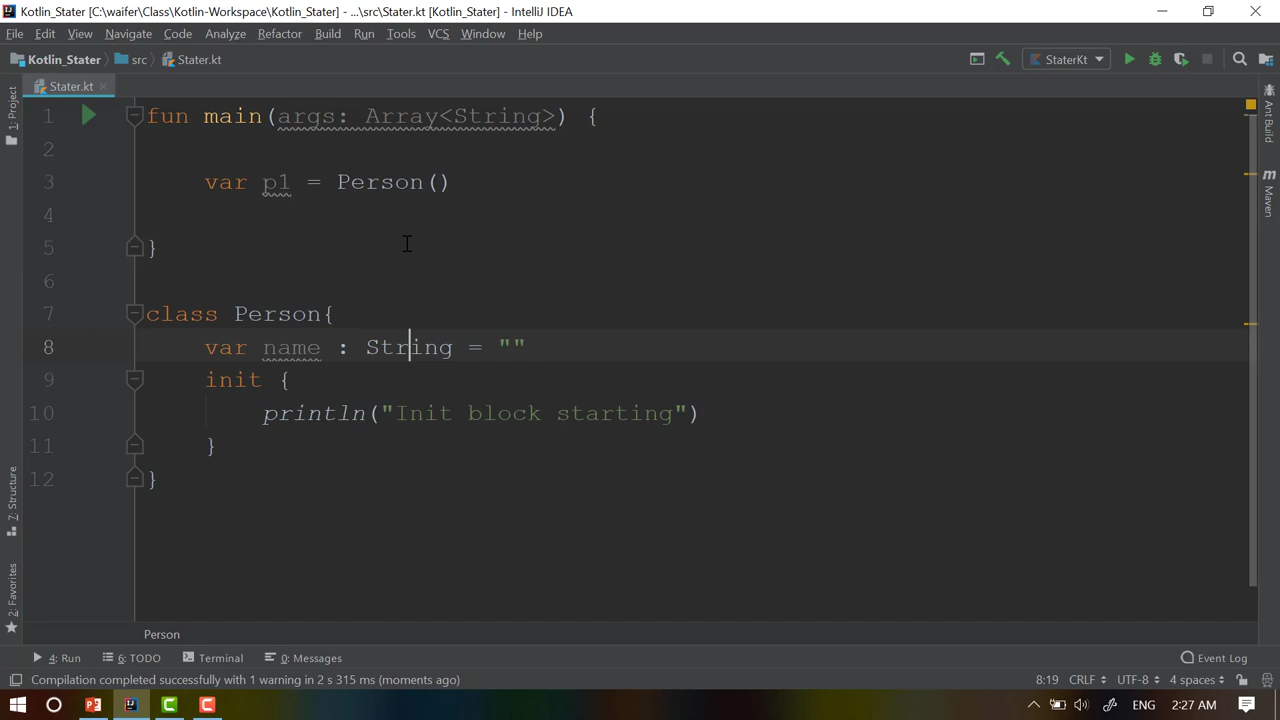 Kotlin_Stater [C:\waifer\Class\Kotlin-Workspace\Kotlin_Stater] - ...\src\Stater.kt [Kotlin_Stater] - IntelliJ IDEA
File Edit View Navigate Code Analyze Refactor Build Run Tools VCS Window Help
Kotlin_Stater src Stater.kt StaterKt
Stater.kt
1: Project
1 fun main(args: Array<String>) {
2
3 var p1 = Person()
4
5 }
6
7 class Person{
8 var name : String = ""
9 init {
10 println("Init block starting")
11 }
12 }
Ant Build
Maven
7: Structure
2: Favorites
Person
4: Run 6: TODO Terminal 0: Messages Event Log
Compilation completed successfully with 1 warning in 2 s 315 ms (moments ago) 8:19 CRLF UTF-8 4 spaces
ENG 2:27 AM